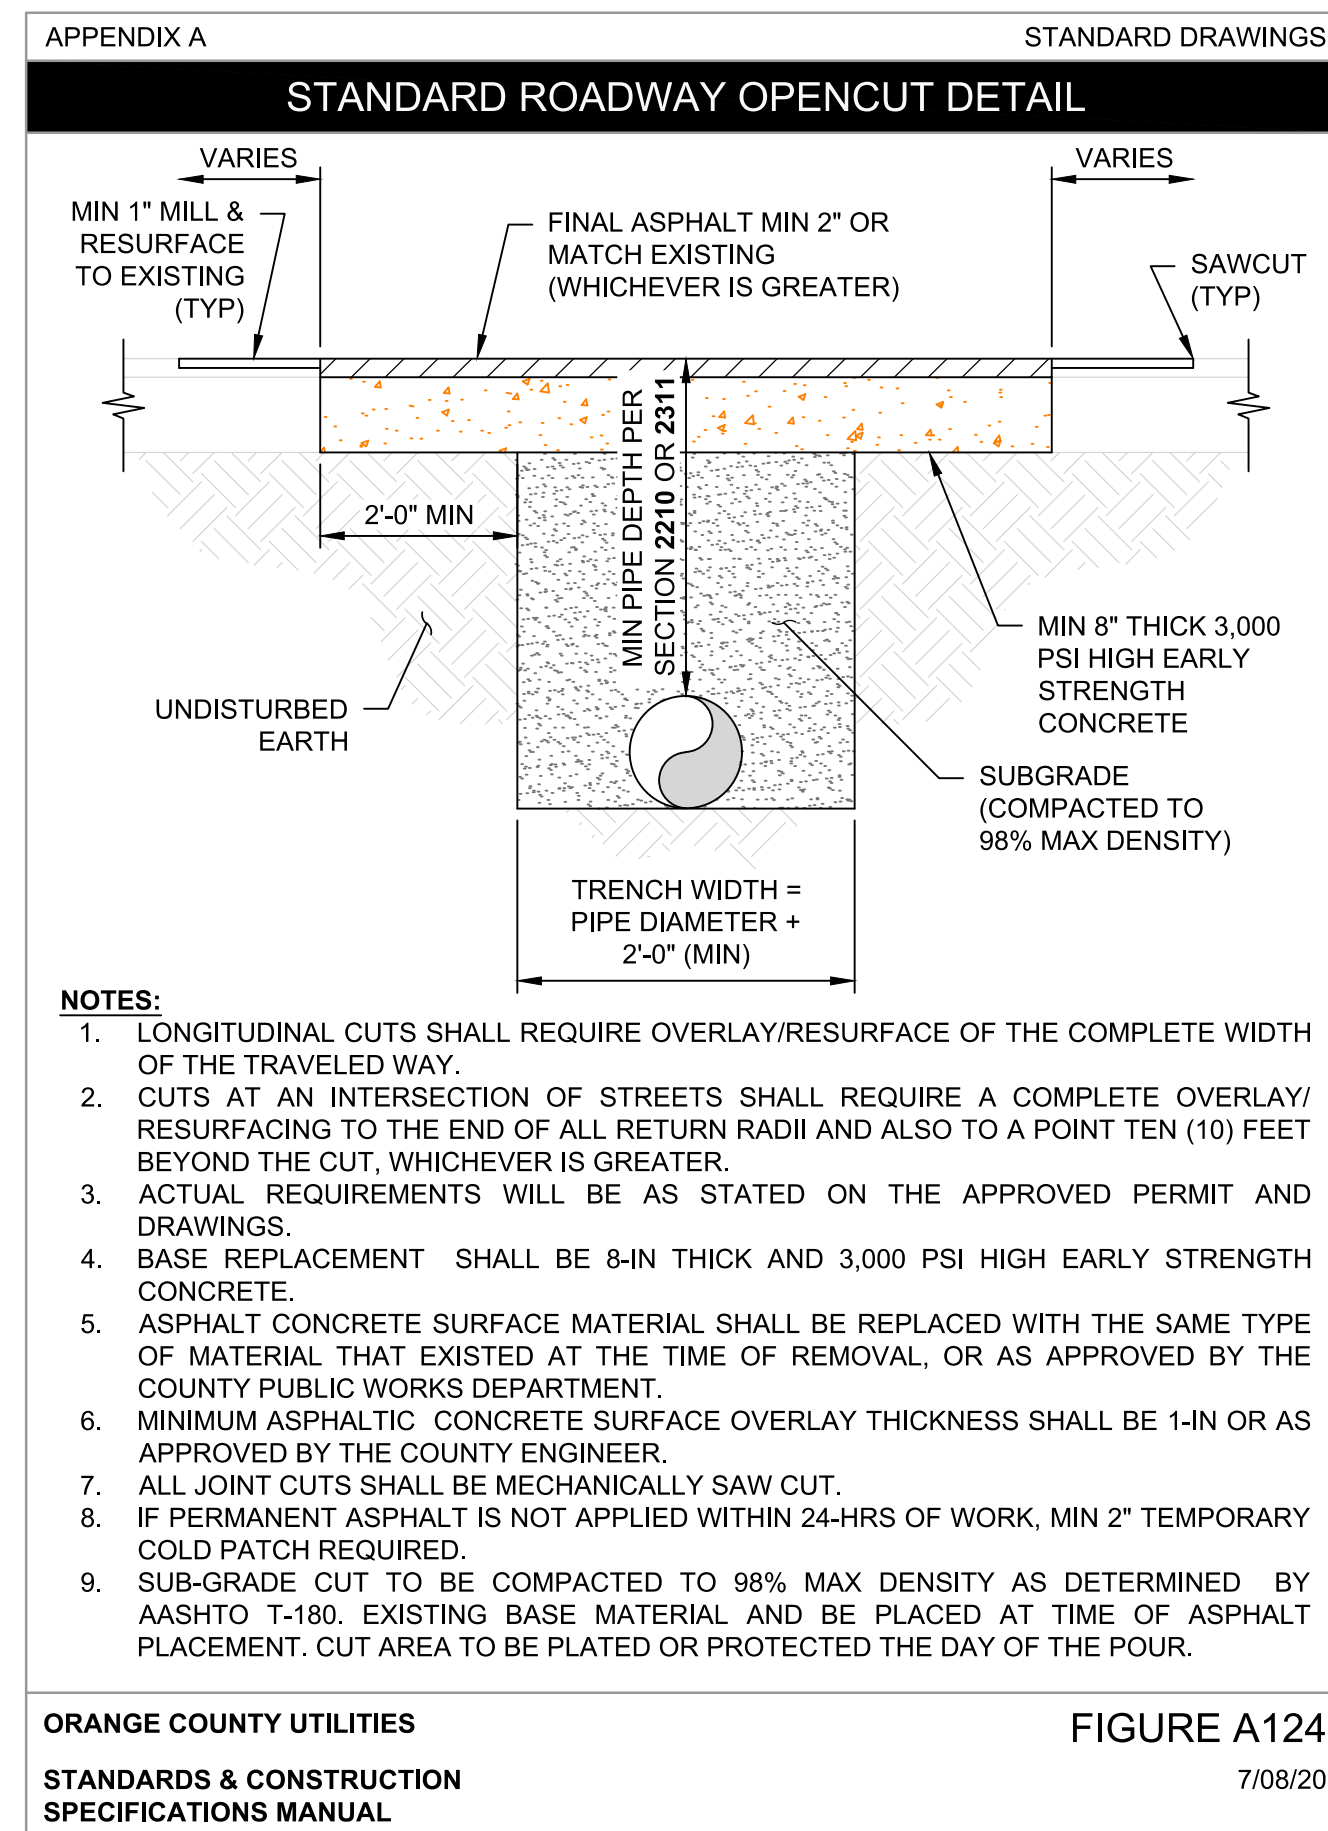 APPENDIX A
STANDARD DRAWINGS
STANDARD ROADWAY OPENCUT DETAIL
VARIES
VARIES
MIN 1" MILL &
RESURFACE
TO EXISTING
(TYP)
FINAL ASPHALT MIN 2" OR
MATCH EXISTING
(WHICHEVER IS GREATER)
SAWCUT
(TYP)
MIN PIPE DEPTH PER
SECTION 2210 OR 2311
2'-0" MIN
UNDISTURBED
EARTH
MIN 8" THICK 3,000
PSI HIGH EARLY
STRENGTH
CONCRETE
SUBGRADE
(COMPACTED TO
98% MAX DENSITY)
TRENCH WIDTH =
PIPE DIAMETER +
2'-0" (MIN)
NOTES:
1. LONGITUDINAL CUTS SHALL REQUIRE OVERLAY/RESURFACE OF THE COMPLETE WIDTH
OF THE TRAVELED WAY.
2. CUTS AT AN INTERSECTION OF STREETS SHALL REQUIRE A COMPLETE OVERLAY/
RESURFACING TO THE END OF ALL RETURN RADII AND ALSO TO A POINT TEN (10) FEET
BEYOND THE CUT, WHICHEVER IS GREATER.
3. ACTUAL REQUIREMENTS WILL BE AS STATED ON THE APPROVED PERMIT AND
DRAWINGS.
4. BASE REPLACEMENT SHALL BE 8-IN THICK AND 3,000 PSI HIGH EARLY STRENGTH
CONCRETE.
5. ASPHALT CONCRETE SURFACE MATERIAL SHALL BE REPLACED WITH THE SAME TYPE
OF MATERIAL THAT EXISTED AT THE TIME OF REMOVAL, OR AS APPROVED BY THE
COUNTY PUBLIC WORKS DEPARTMENT.
6. MINIMUM ASPHALTIC CONCRETE SURFACE OVERLAY THICKNESS SHALL BE 1-IN OR AS
APPROVED BY THE COUNTY ENGINEER.
7. ALL JOINT CUTS SHALL BE MECHANICALLY SAW CUT.
8. IF PERMANENT ASPHALT IS NOT APPLIED WITHIN 24-HRS OF WORK, MIN 2" TEMPORARY
COLD PATCH REQUIRED.
9. SUB-GRADE CUT TO BE COMPACTED TO 98% MAX DENSITY AS DETERMINED BY
AASHTO T-180. EXISTING BASE MATERIAL AND BE PLACED AT TIME OF ASPHALT
PLACEMENT. CUT AREA TO BE PLATED OR PROTECTED THE DAY OF THE POUR.
ORANGE COUNTY UTILITIES
FIGURE A124
STANDARDS & CONSTRUCTION
7/08/20
SPECIFICATIONS MANUAL